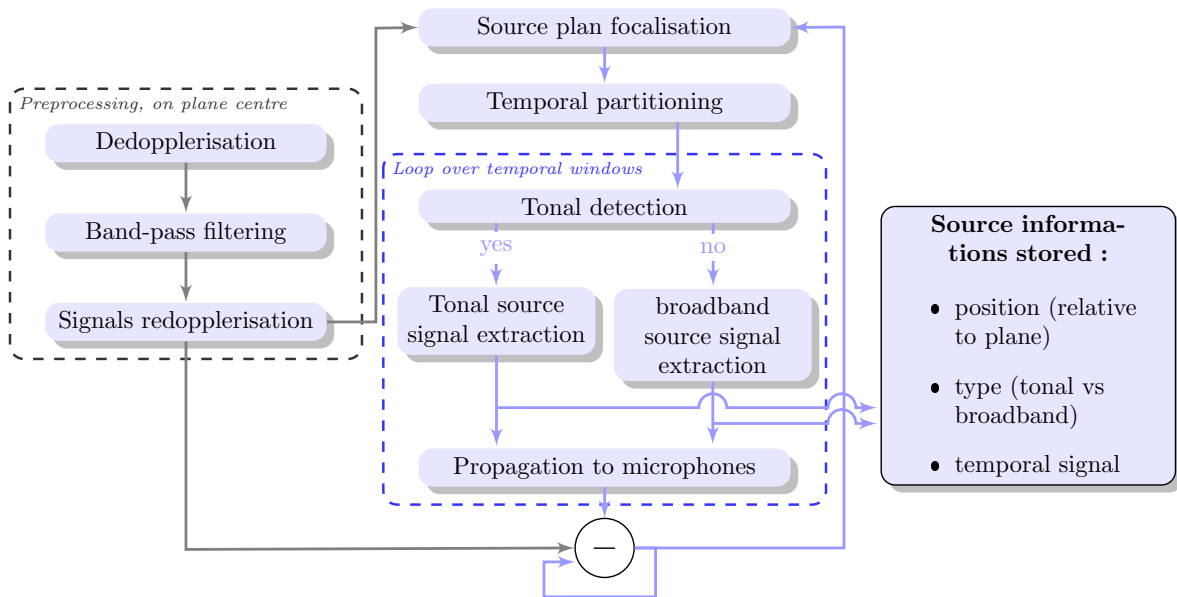 Source plan focalisation
Temporal partitioning
Preprocessing, on plane centre
Dedopplerisation
Band-pass filtering
Signals redopplerisation
Loop over temporal windows
Tonal detection
yes
no
Tonal source
signal extraction
broadband
source signal
extraction
Propagation to microphones
−
Source informa-
tions stored :
• position (relative
to plane)
• type (tonal vs
broadband)
• temporal signal